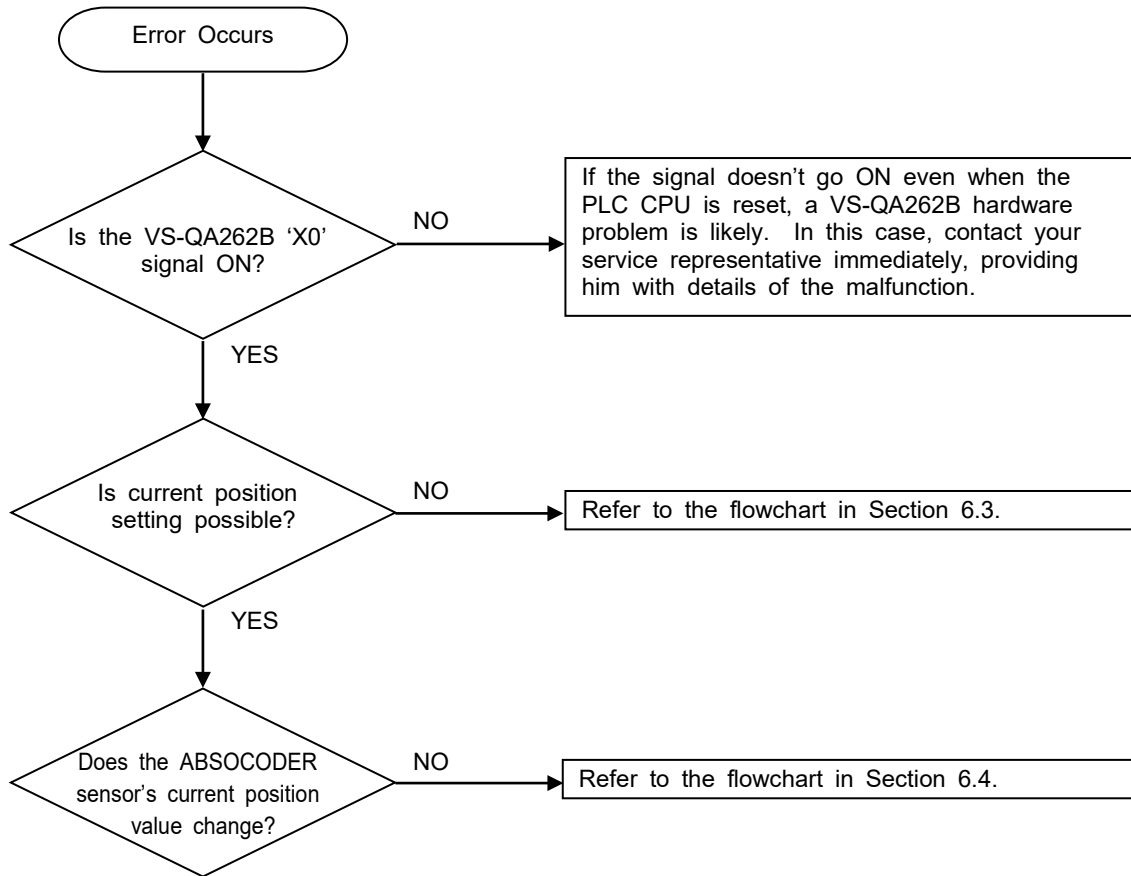 Error Occurs
Is the VS-QA262B ‘X0’
signal ON?
NO
If the signal doesn’t go ON even when the
PLC CPU is reset, a VS-QA262B hardware
problem is likely. In this case, contact your
service representative immediately, providing
him with details of the malfunction.
YES
Is current position
setting possible?
NO
Refer to the flowchart in Section 6.3.
YES
Does the ABSOCODER
sensor’s current position
value change?
NO
Refer to the flowchart in Section 6.4.